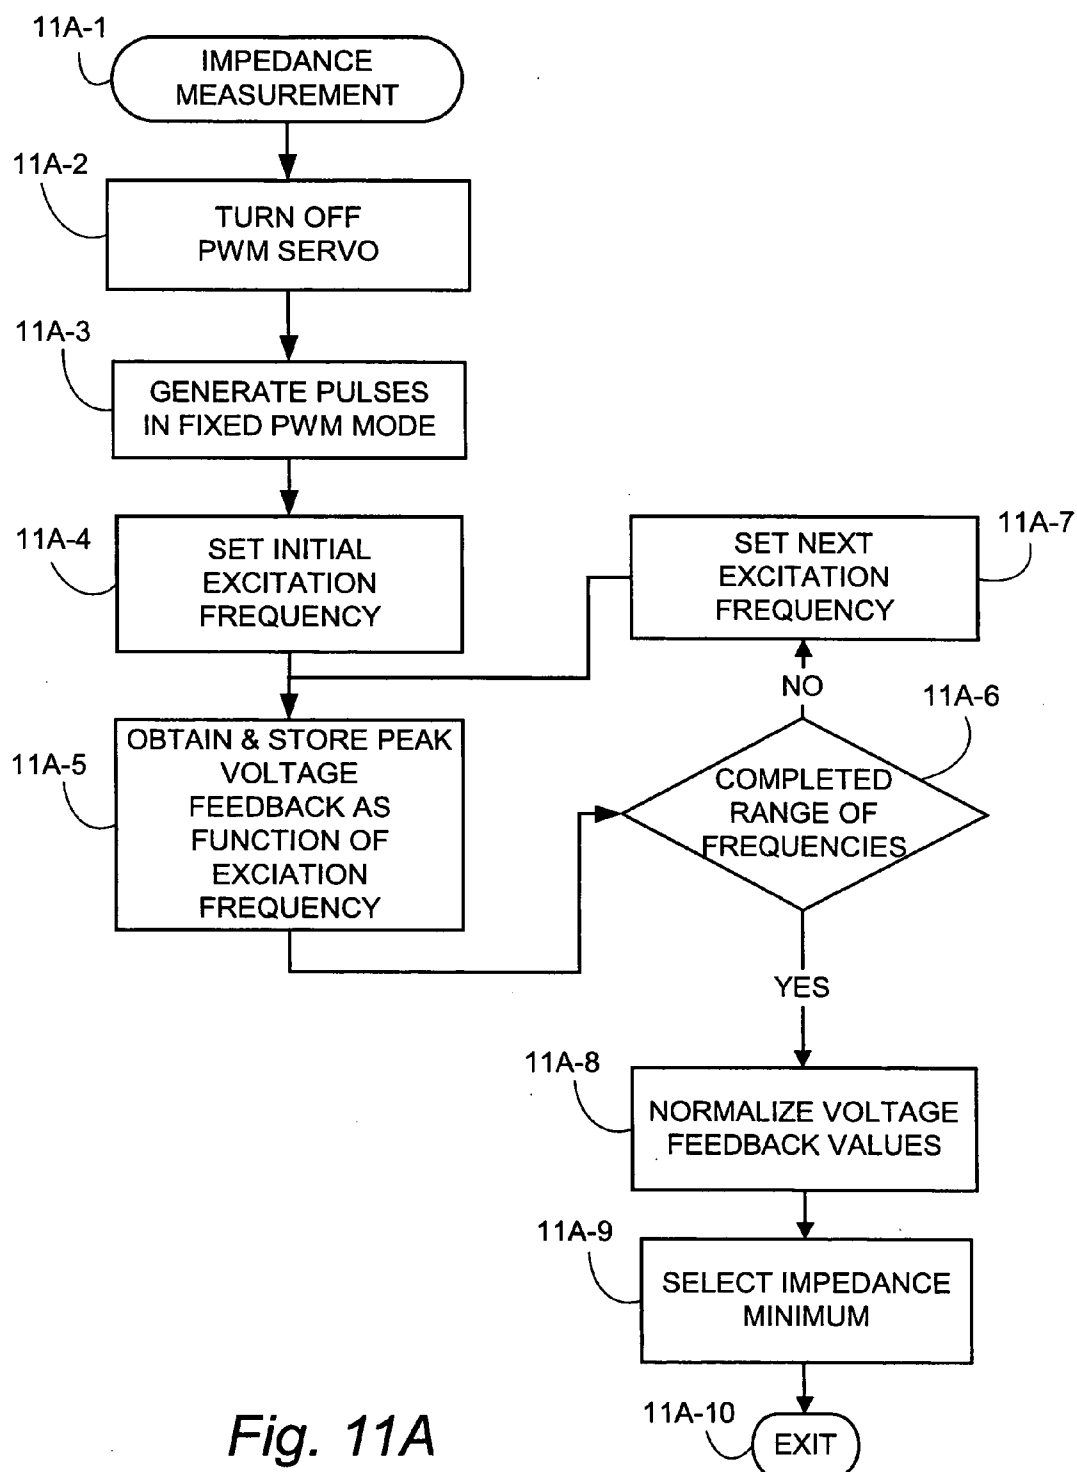 11A-1
IMPEDANCE
MEASUREMENT
11A-2
TURN OFF
PWM SERVO
11A-3
GENERATE PULSES
IN FIXED PWM MODE
11A-4
SET INITIAL
EXCITATION
FREQUENCY
11A-7
SET NEXT
EXCITATION
FREQUENCY
NO
11A-5
OBTAIN & STORE PEAK
VOLTAGE
FEEDBACK AS
FUNCTION OF
EXCIATION
FREQUENCY
11A-6
COMPLETED
RANGE OF
FREQUENCIES
YES
11A-8
NORMALIZE VOLTAGE
FEEDBACK VALUES
11A-9
SELECT IMPEDANCE
MINIMUM
11A-10
EXIT
Fig. 11A